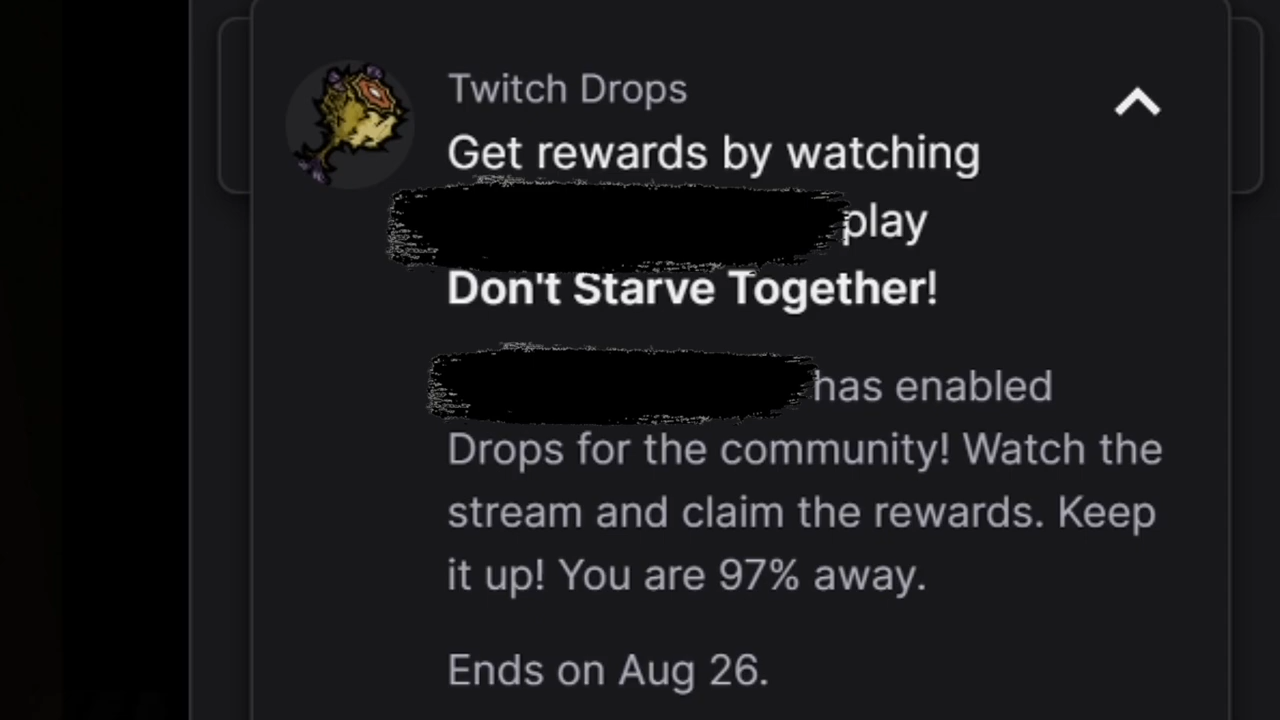 Twitch Drops
Get rewards by watching
play
Don't Starve Together!
has enabled
Drops for the community! Watch the
stream and claim the rewards. Keep
it up! You are 97% away.
Ends on Aug 26.